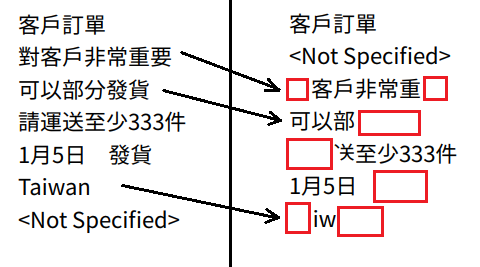 客戶訂單
對客戶非常重要
可以部分發貨
請運送至少333件
1月5日 發貨
Taiwan
<Not Specified>
客戶訂單
<Not Specified>
客戶非常重
可以部
送至少333件
1月5日
iw